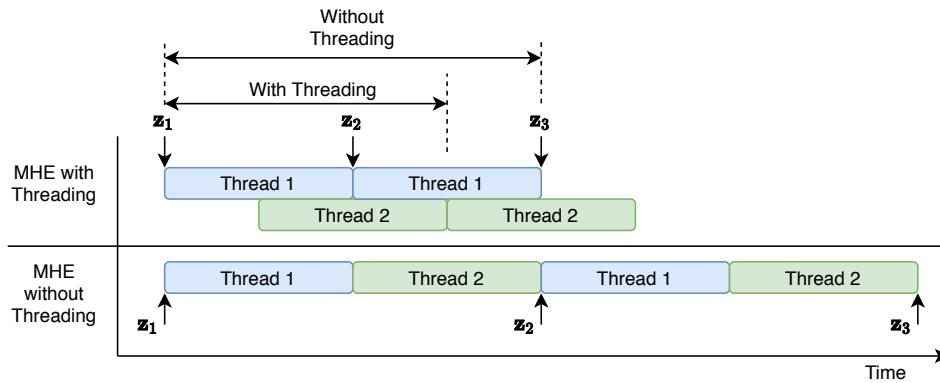 Without
Threading
With Threading
z1 z2 z3
MHE with
Threading
Thread 1 Thread 1
Thread 2 Thread 2
MHE
without
Threading
Thread 1 Thread 2 Thread 1 Thread 2
z1 z2 z3
Time